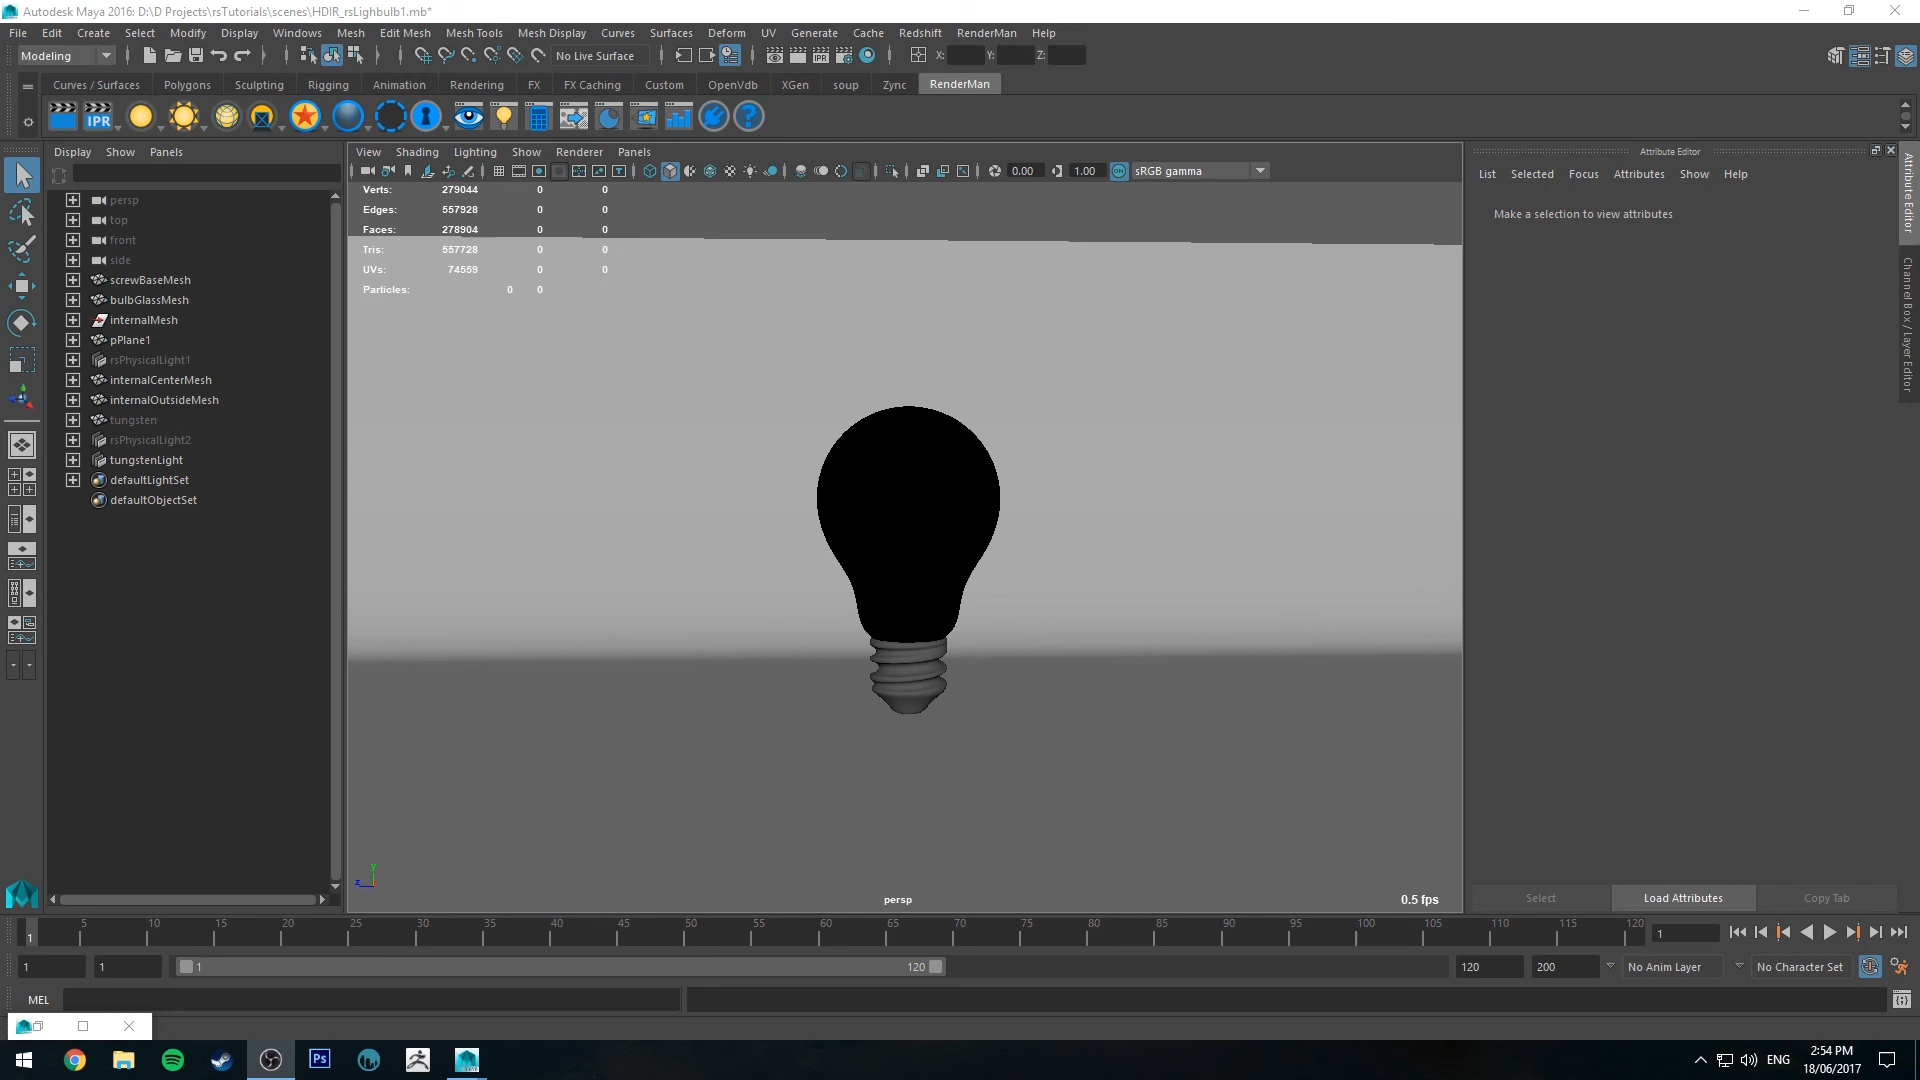 Autodesk Maya 2016: D:\D Projects\rsTutorials\scenes\HDIR_rsLighbulb1.mb*
File Edit Create Select Modify Display Windows Mesh Edit Mesh Mesh Tools Mesh Display Curves Surfaces Deform UV Generate Cache Redshift RenderMan Help
Modeling No Live Surface X: Y: Z:
Curves / Surfaces Polygons Sculpting Rigging Animation Rendering FX FX Caching Custom OpenVdb XGen soup Zync RenderMan
IPR
Display Show Panels
View Shading Lighting Show Renderer Panels
0.00 1.00 ON sRGB gamma
Attribute Editor
List Selected Focus Attributes Show Help
Make a selection to view attributes
Attribute Editor
Channel Box / Layer Editor
persp
top
front
side
screwBaseMesh
bulbGlassMesh
internalMesh
pPlane1
rsPhysicalLight1
internalCenterMesh
internalOutsideMesh
tungsten
rsPhysicalLight2
tungstenLight
defaultLightSet
defaultObjectSet
Verts: 279044 0 0
Edges: 557928 0 0
Faces: 278904 0 0
Tris: 557728 0 0
UVs: 74559 0 0
Particles: 0 0
y
z
persp
0.5 fps
Select Load Attributes Copy Tab
1 5 10 15 20 25 30 35 40 45 50 55 60 65 70 75 80 85 90 95 100 105 110 115 120 1
1 1 1 120 120 200 No Anim Layer No Character Set
MEL
Ps
ENG
2:54 PM
18/06/2017